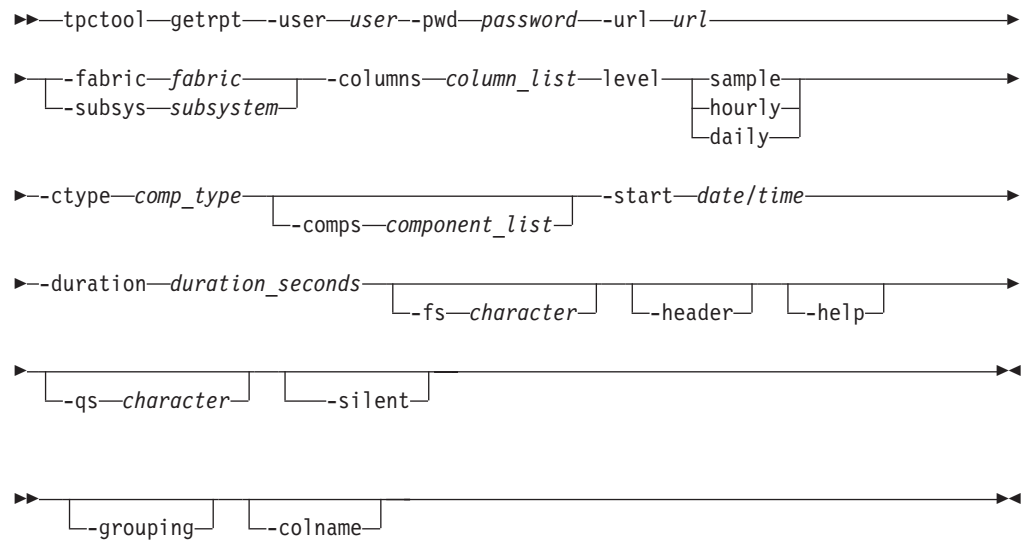 tpctool getrpt -user user -pwd password -url url
-fabric fabric -columns column_list level sample
-subsys subsystem hourly
daily
-ctype comp_type -start date/time
-comps component_list
-duration duration_seconds
-fs character -header -help
-qs character -silent
-grouping -colname